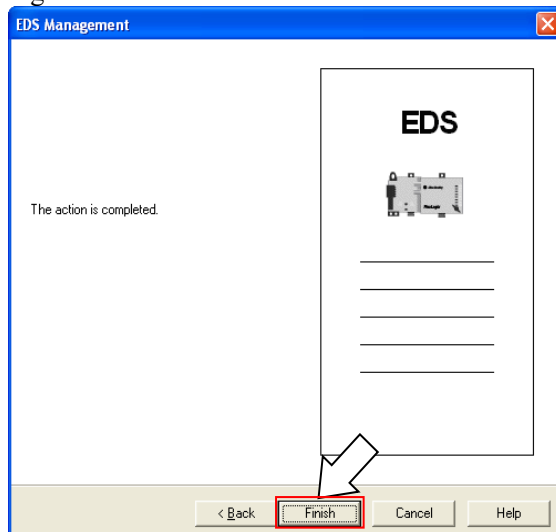 EDS Management
EDS
The action is completed.
< Back
Finish
Cancel
Help